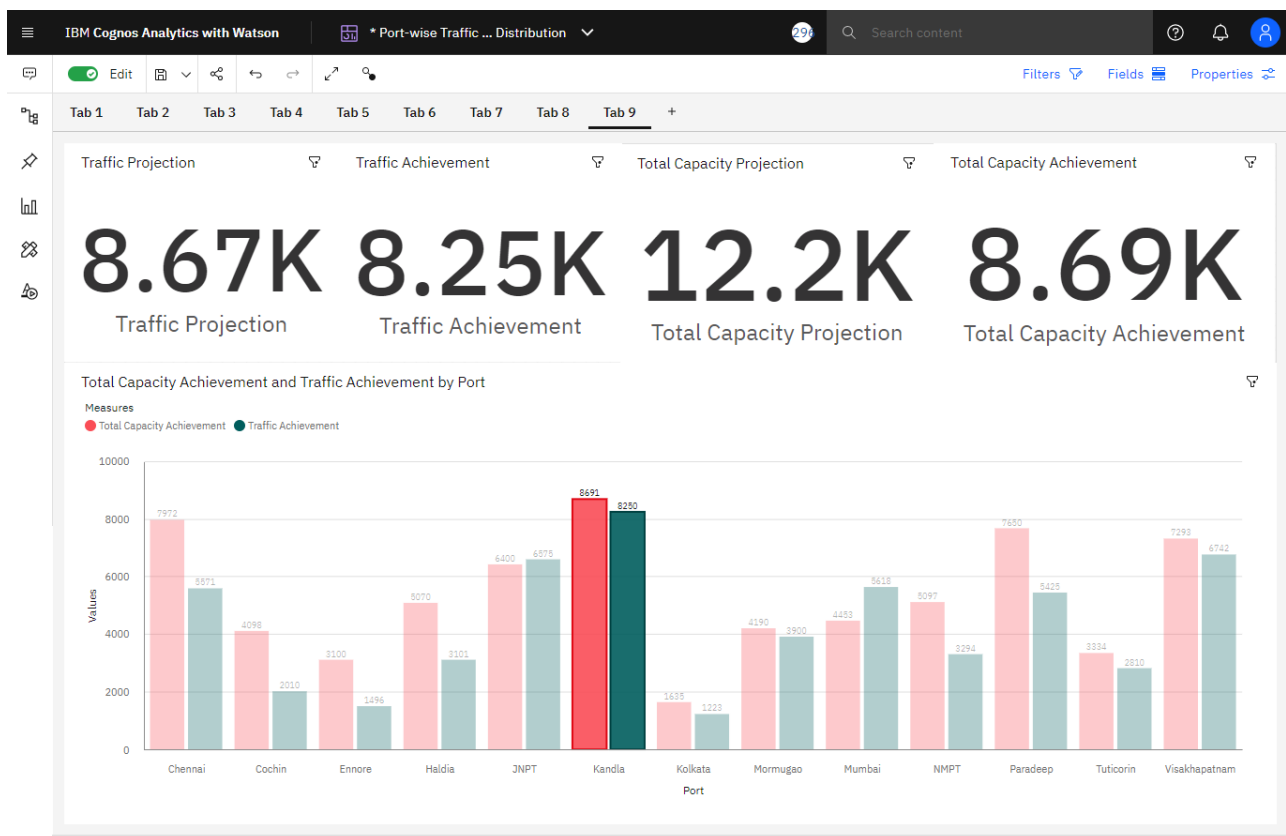 IBM Cognos Analytics with Watson
* Port-wise Traffic ... Distribution
Search content
Edit
Filters
Fields
Properties
Tab 1 Tab 2 Tab 3 Tab 4 Tab 5 Tab 6 Tab 7 Tab 8 Tab 9 +
Traffic Projection
Traffic Achievement
Total Capacity Projection
Total Capacity Achievement
8.67K
Traffic Projection
8.25K
Traffic Achievement
12.2K
Total Capacity Projection
8.69K
Total Capacity Achievement
Total Capacity Achievement and Traffic Achievement by Port
Measures
Total Capacity Achievement Traffic Achievement
10000
8000
6000
4000
2000
0
Values
7972 5571
4098 2010
3100 1496
5070 3101
6400 6575
8691 8250
1635 1223
4190 3900
4453 5618
5097 3294
7650 5425
3334 2810
7293 6742
Chennai Cochin Ennore Haldia JNPT Kandla Kolkata Mormugao Mumbai NMPT Paradeep Tuticorin Visakhapatnam
Port